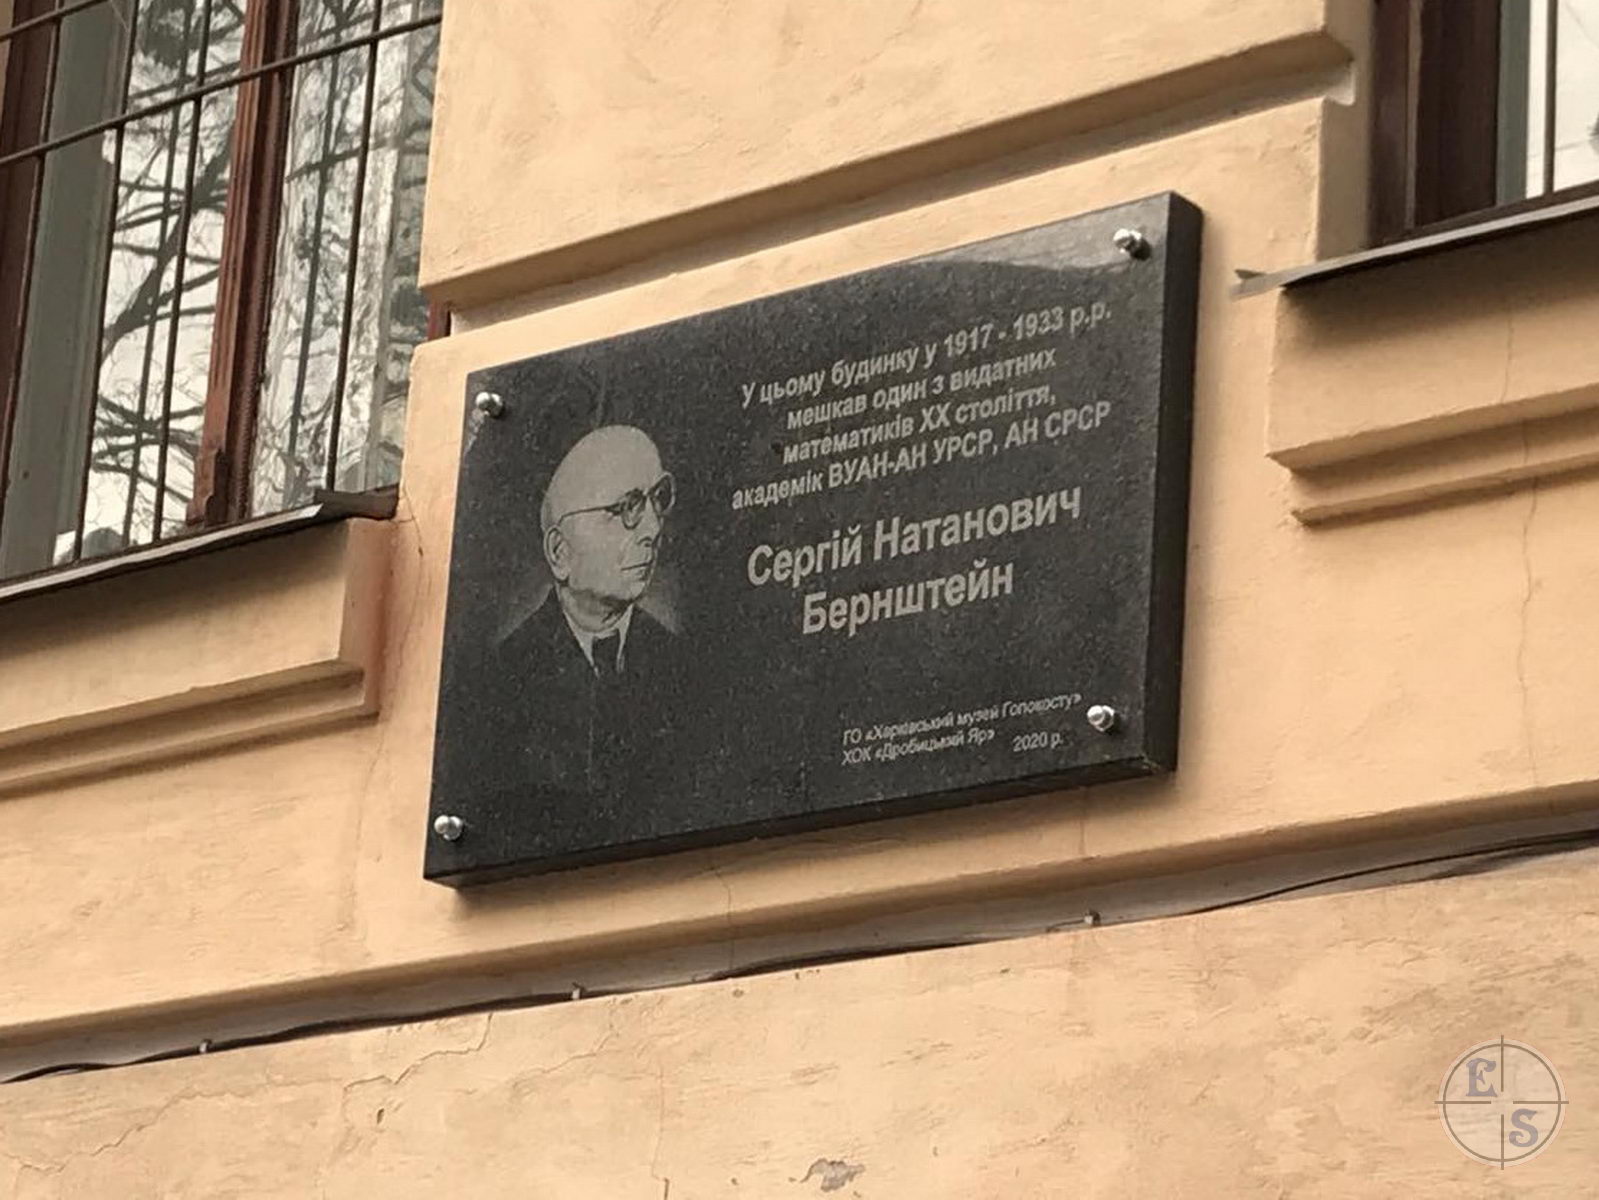 У цьому будинку у 1917 - 1933 р.р.
мешкав один з видатних
математиків XX століття,
академік ВУАН-АН УРСР, АН СРСР
Сергій Натанович
Бернштейн
ГО «Харківський музей Голокосту»
ХОК «Дробицький Яр» 2020 р.
E
S